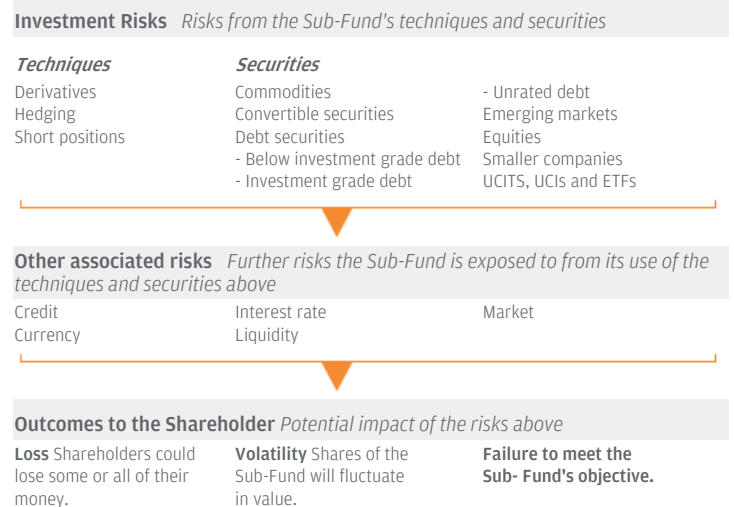 Investment Risks Risks from the Sub-Fund's techniques and securities
Techniques
Derivatives
Hedging
Short positions
Securities
Commodities
Convertible securities
Debt securities
- Below investment grade debt
- Investment grade debt
- Unrated debt
Emerging markets
Equities
Smaller companies
UCITS, UCIs and ETFs
Other associated risks Further risks the Sub-Fund is exposed to from its use of the
techniques and securities above
Credit
Currency
Interest rate
Liquidity
Market
Outcomes to the Shareholder Potential impact of the risks above
Loss Shareholders could
lose some or all of their
money.
Volatility Shares of the
Sub-Fund will fluctuate
in value.
Failure to meet the
Sub- Fund's objective.